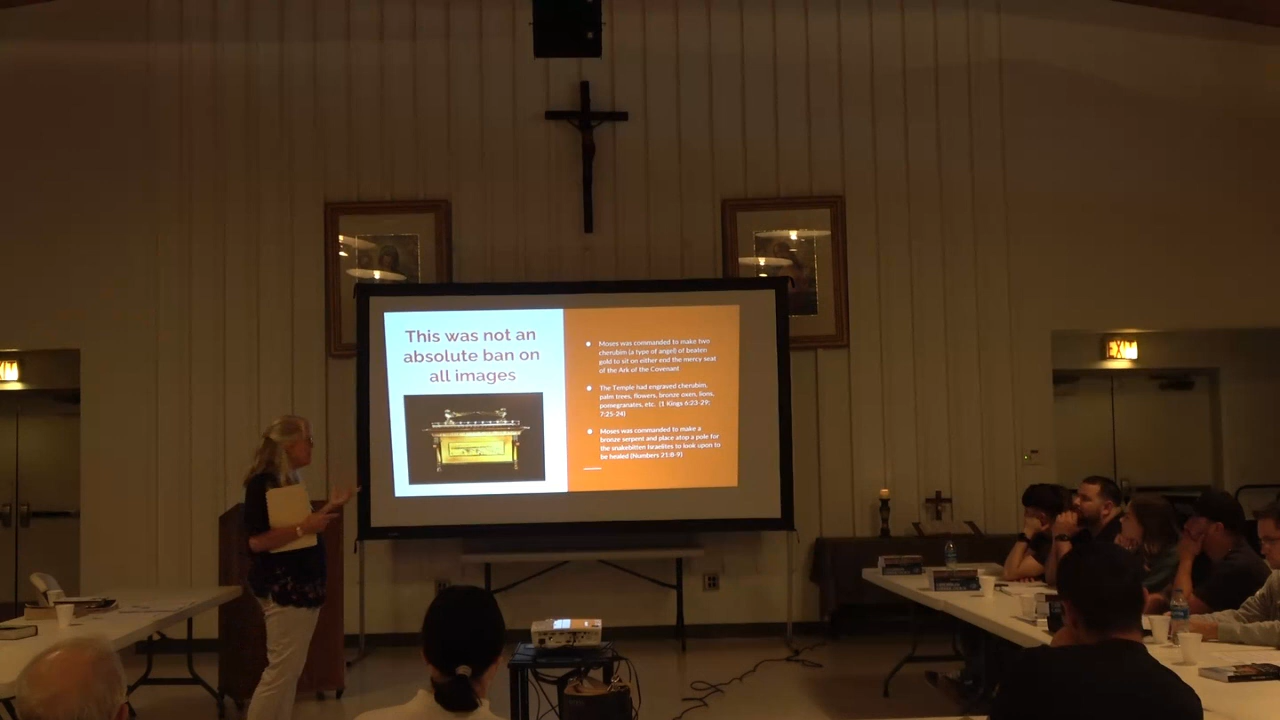 This was not an
absolute ban on
all images
Moses was commanded to make two
cherubim (a type of angel) of beaten
gold to sit on either end the mercy seat
of the Ark of the Covenant
The Temple had engraved cherubim,
palm trees, flowers, bronze oxen, lions,
pomegranates, etc. (1 Kings 6:23-29;
7:25-24)
Moses was commanded to make a
bronze serpent and place atop a pole for
the snakebitten Israelites to look upon to
be healed (Numbers 21:8-9)
EXIT